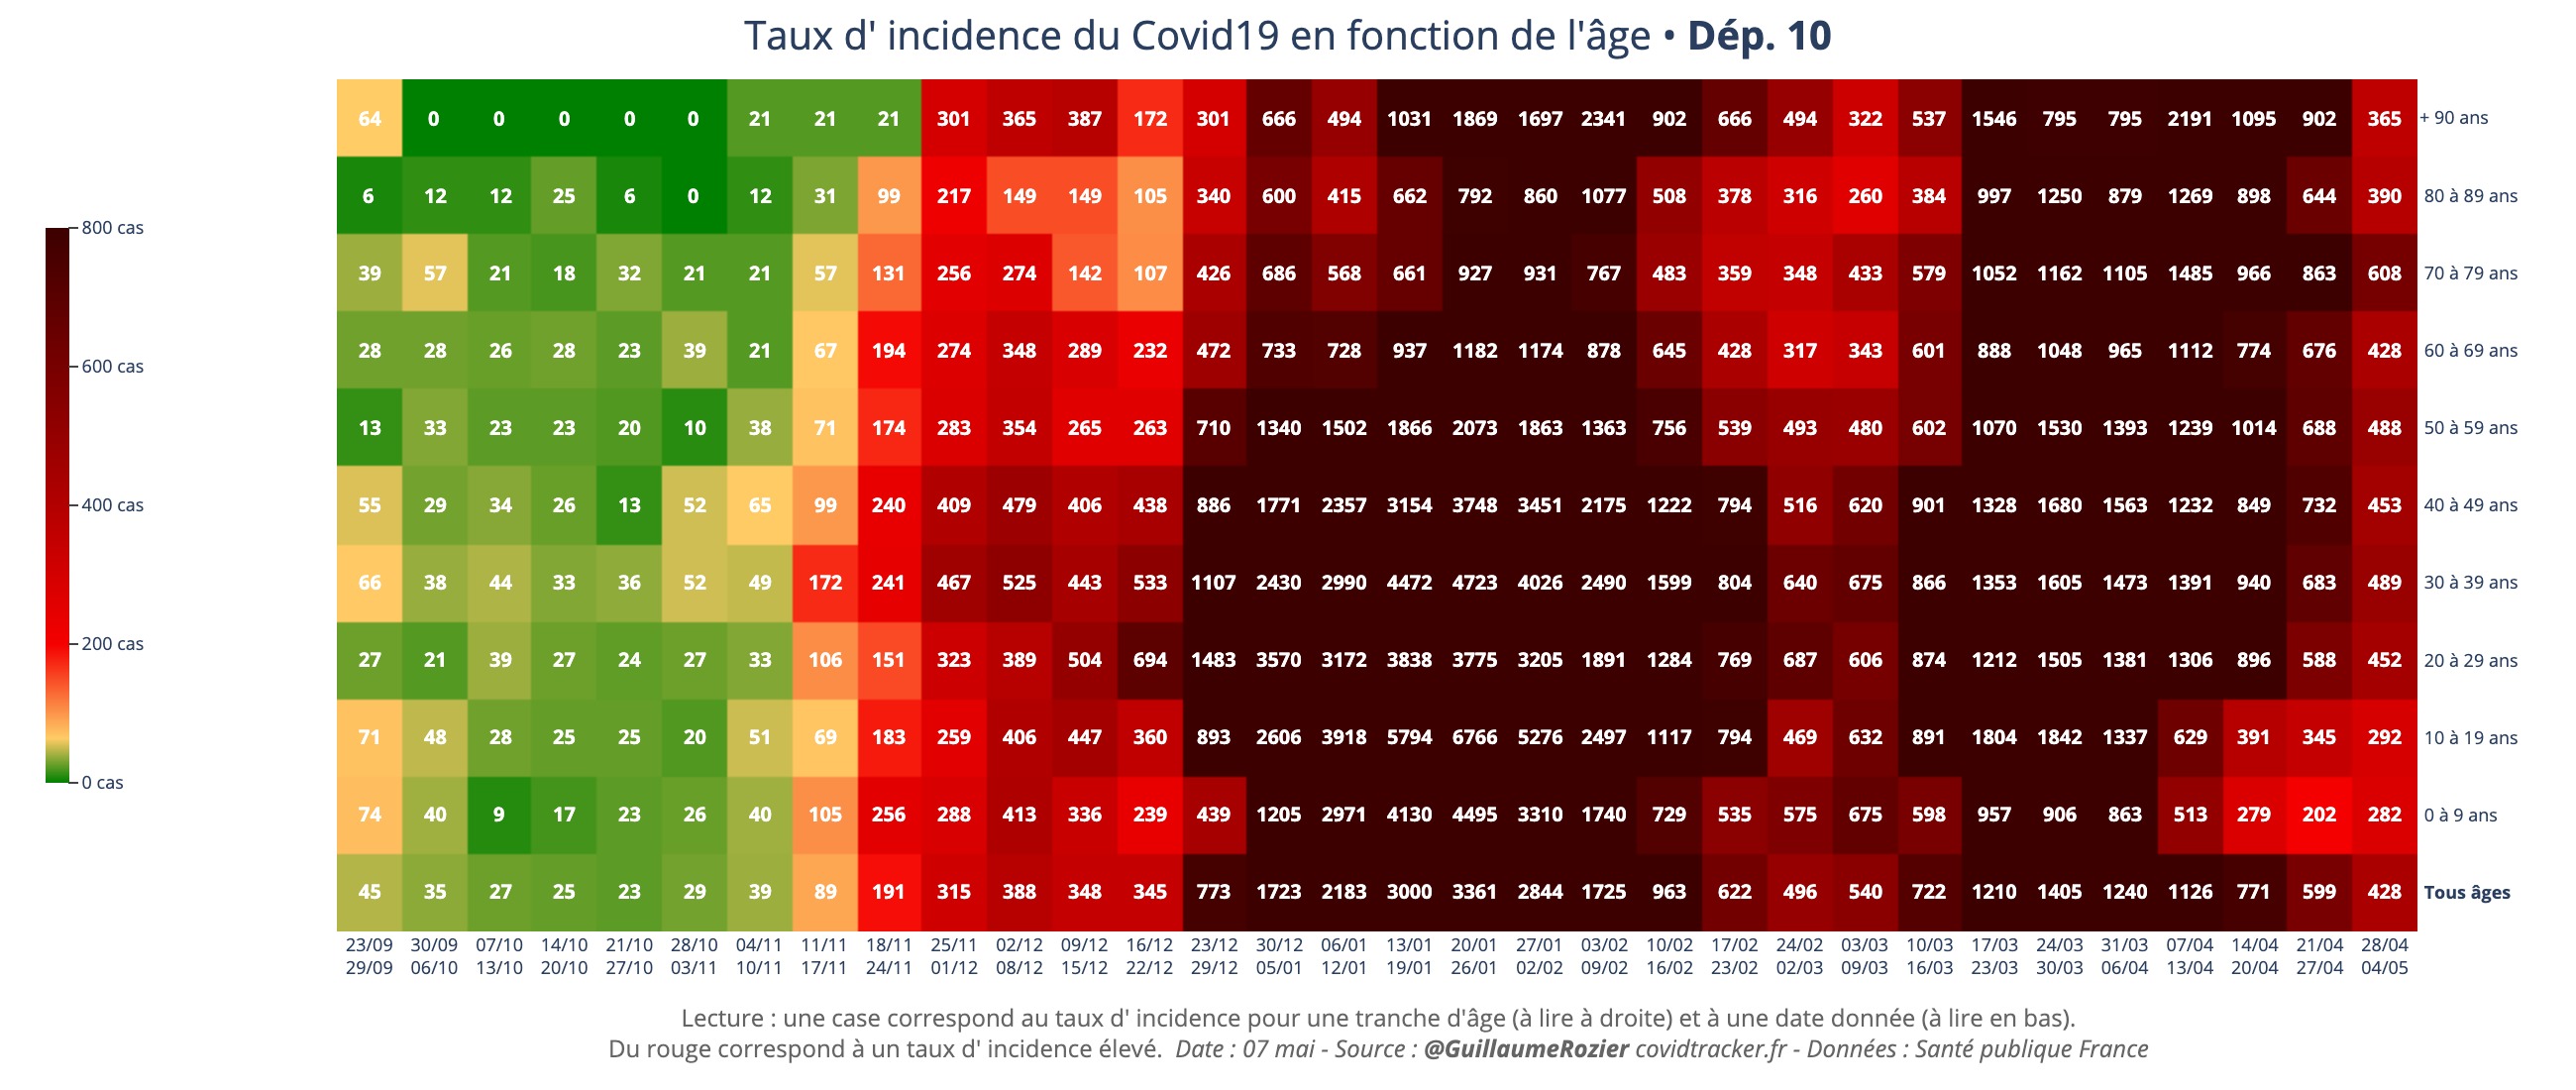 Taux d' incidence du Covid19 en fonction de l'âge • Dép. 10
800 cas
600 cas
400 cas
200 cas
0 cas
64 0 0 0 0 0 21 21 21 301 365 387 172 301 666 494 1031 1869 1697 2341 902 666 494 322 537 1546 795 795 2191 1095 902 365 + 90 ans
6 12 12 25 6 0 12 31 99 217 149 149 105 340 600 415 662 792 860 1077 508 378 316 260 384 997 1250 879 1269 898 644 390 80 à 89 ans
39 57 21 18 32 21 21 57 131 256 274 142 107 426 686 568 661 927 931 767 483 359 348 433 579 1052 1162 1105 1485 966 863 608 70 à 79 ans
28 28 26 28 23 39 21 67 194 274 348 289 232 472 733 728 937 1182 1174 878 645 428 317 343 601 888 1048 965 1112 774 676 428 60 à 69 ans
13 33 23 23 20 10 38 71 174 283 354 265 263 710 1340 1502 1866 2073 1863 1363 756 539 493 480 602 1070 1530 1393 1239 1014 688 488 50 à 59 ans
55 29 34 26 13 52 65 99 240 409 479 406 438 886 1771 2357 3154 3748 3451 2175 1222 794 516 620 901 1328 1680 1563 1232 849 732 453 40 à 49 ans
66 38 44 33 36 52 49 172 241 467 525 443 533 1107 2430 2990 4472 4723 4026 2490 1599 804 640 675 866 1353 1605 1473 1391 940 683 489 30 à 39 ans
27 21 39 27 24 27 33 106 151 323 389 504 694 1483 3570 3172 3838 3775 3205 1891 1284 769 687 606 874 1212 1505 1381 1306 896 588 452 20 à 29 ans
71 48 28 25 25 20 51 69 183 259 406 447 360 893 2606 3918 5794 6766 5276 2497 1117 794 469 632 891 1804 1842 1337 629 391 345 292 10 à 19 ans
74 40 9 17 23 26 40 105 256 288 413 336 239 439 1205 2971 4130 4495 3310 1740 729 535 575 675 598 957 906 863 513 279 202 282 0 à 9 ans
45 35 27 25 23 29 39 89 191 315 388 348 345 773 1723 2183 3000 3361 2844 1725 963 622 496 540 722 1210 1405 1240 1126 771 599 428 Tous âges
23/09 30/09 07/10 14/10 21/10 28/10 04/11 11/11 18/11 25/11 02/12 09/12 16/12 23/12 30/12 06/01 13/01 20/01 27/01 03/02 10/02 17/02 24/02 03/03 10/03 17/03 24/03 31/03 07/04 14/04 21/04 28/04
29/09 06/10 13/10 20/10 27/10 03/11 10/11 17/11 24/11 01/12 08/12 15/12 22/12 29/12 05/01 12/01 19/01 26/01 02/02 09/02 16/02 23/02 02/03 09/03 16/03 23/03 30/03 06/04 13/04 20/04 27/04 04/05
Lecture : une case correspond au taux d' incidence pour une tranche d'âge (à lire à droite) et à une date donnée (à lire en bas).
Du rouge correspond à un taux d' incidence élevé. Date : 07 mai - Source : @GuillaumeRozier covidtracker.fr - Données : Santé publique France